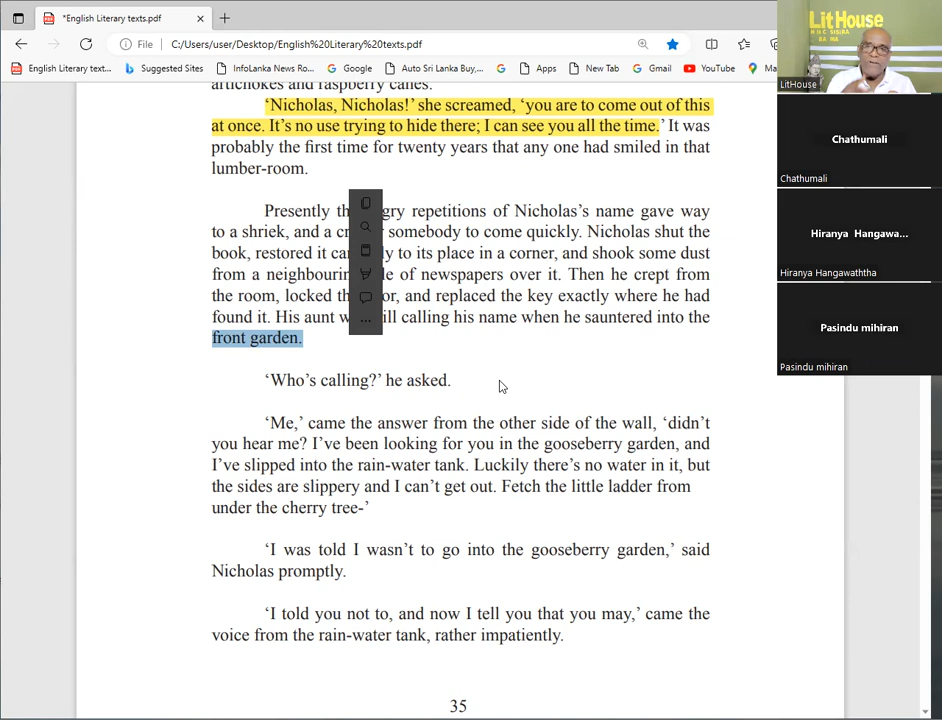 *English Literary texts.pdf
File
C:/Users/user/Desktop/English%20Literary%20texts.pdf
English Literary text...
Suggested Sites
InfoLanka News Ro...
Google
Auto Sri Lanka Buy,...
Apps
New Tab
Gmail
YouTube
Ma
artichokes and raspberry canes.
‘Nicholas, Nicholas!’ she screamed, ‘you are to come out of this
at once. It’s no use trying to hide there; I can see you all the time.’ It was
probably the first time for twenty years that any one had smiled in that
lumber-room.
Presently th gry repetitions of Nicholas’s name gave way
to a shriek, and a cr somebody to come quickly. Nicholas shut the
book, restored it ca ly to its place in a corner, and shook some dust
from a neighbourin le of newspapers over it. Then he crept from
the room, locked th or, and replaced the key exactly where he had
found it. His aunt w ill calling his name when he sauntered into the
front garden.
‘Who’s calling?’ he asked.
‘Me,’ came the answer from the other side of the wall, ‘didn’t
you hear me? I’ve been looking for you in the gooseberry garden, and
I’ve slipped into the rain-water tank. Luckily there’s no water in it, but
the sides are slippery and I can’t get out. Fetch the little ladder from
under the cherry tree-’
‘I was told I wasn’t to go into the gooseberry garden,’ said
Nicholas promptly.
‘I told you not to, and now I tell you that you may,’ came the
voice from the rain-water tank, rather impatiently.
35
LitHouse
LitHouse
Chathumali
Chathumali
Hiranya Hangawa...
Hiranya Hangawaththa
Pasindu mihiran
Pasindu mihiran